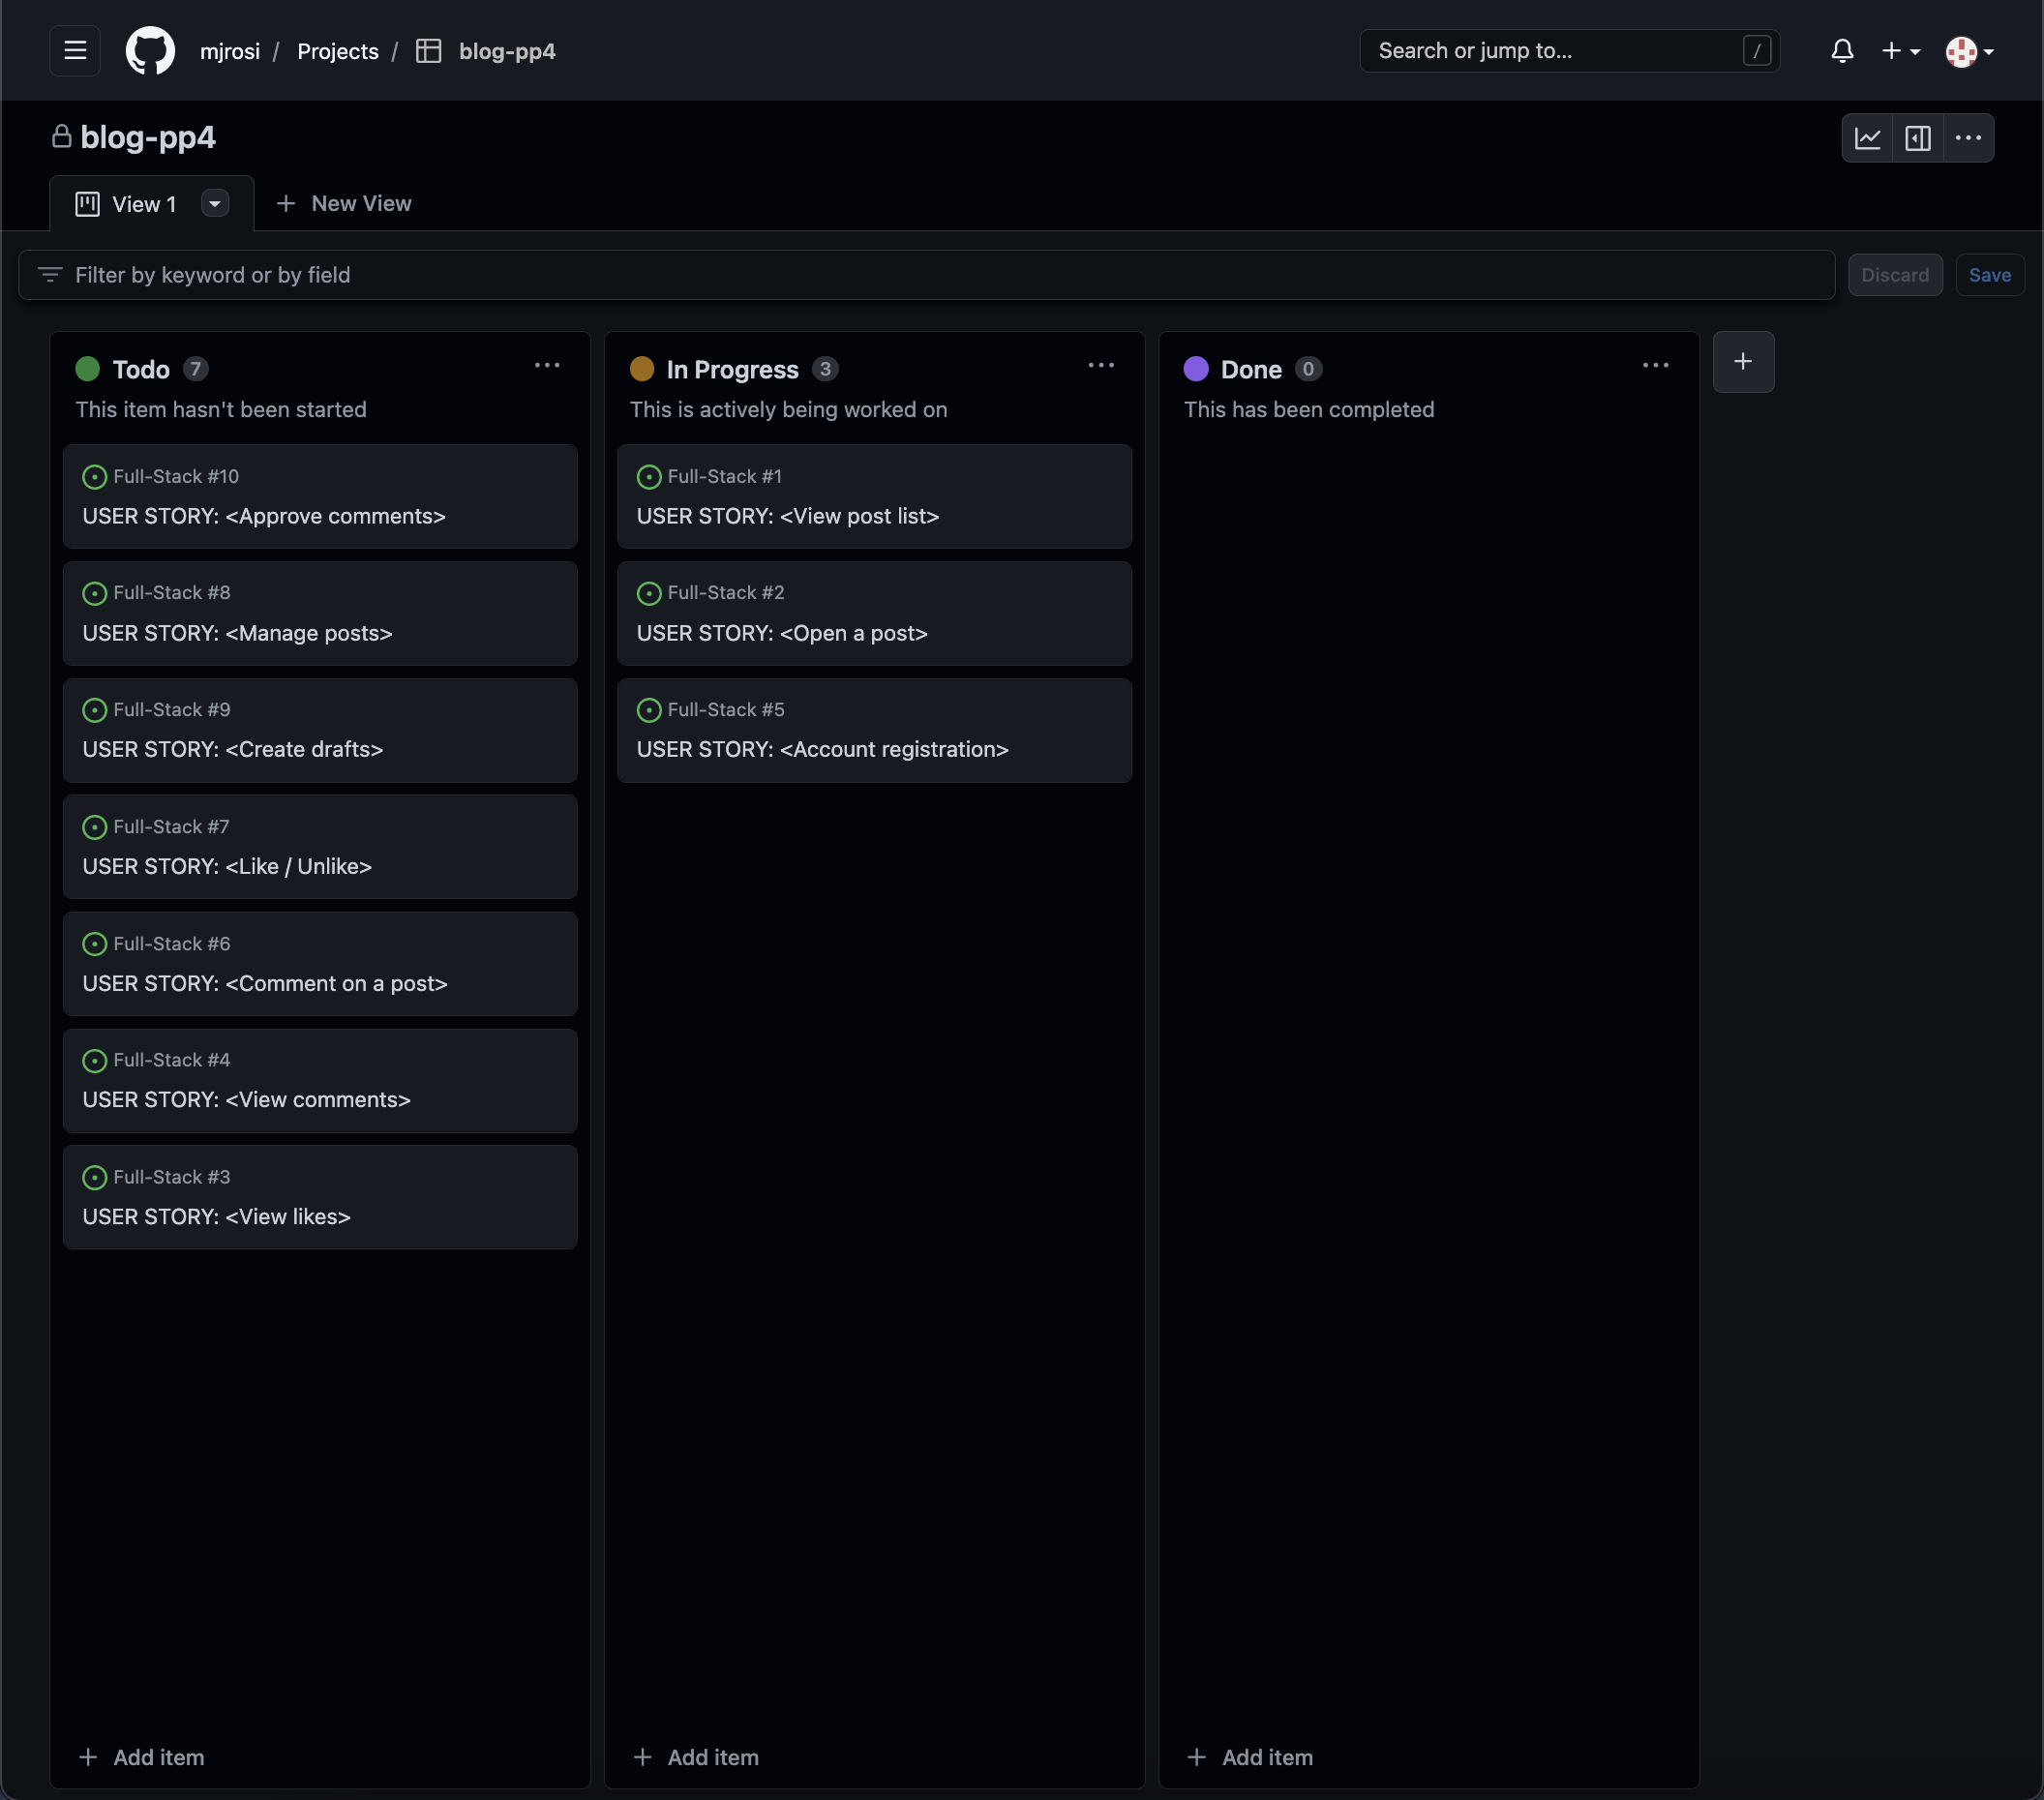 mjrosi / Projects / blog-pp4
Search or jump to... /
blog-pp4
View 1
New View
Filter by keyword or by field
Discard
Save
Todo 7
This item hasn't been started
Full-Stack #10
USER STORY: <Approve comments>
Full-Stack #8
USER STORY: <Manage posts>
Full-Stack #9
USER STORY: <Create drafts>
Full-Stack #7
USER STORY: <Like / Unlike>
Full-Stack #6
USER STORY: <Comment on a post>
Full-Stack #4
USER STORY: <View comments>
Full-Stack #3
USER STORY: <View likes>
Add item
In Progress 3
This is actively being worked on
Full-Stack #1
USER STORY: <View post list>
Full-Stack #2
USER STORY: <Open a post>
Full-Stack #5
USER STORY: <Account registration>
Add item
Done 0
This has been completed
Add item